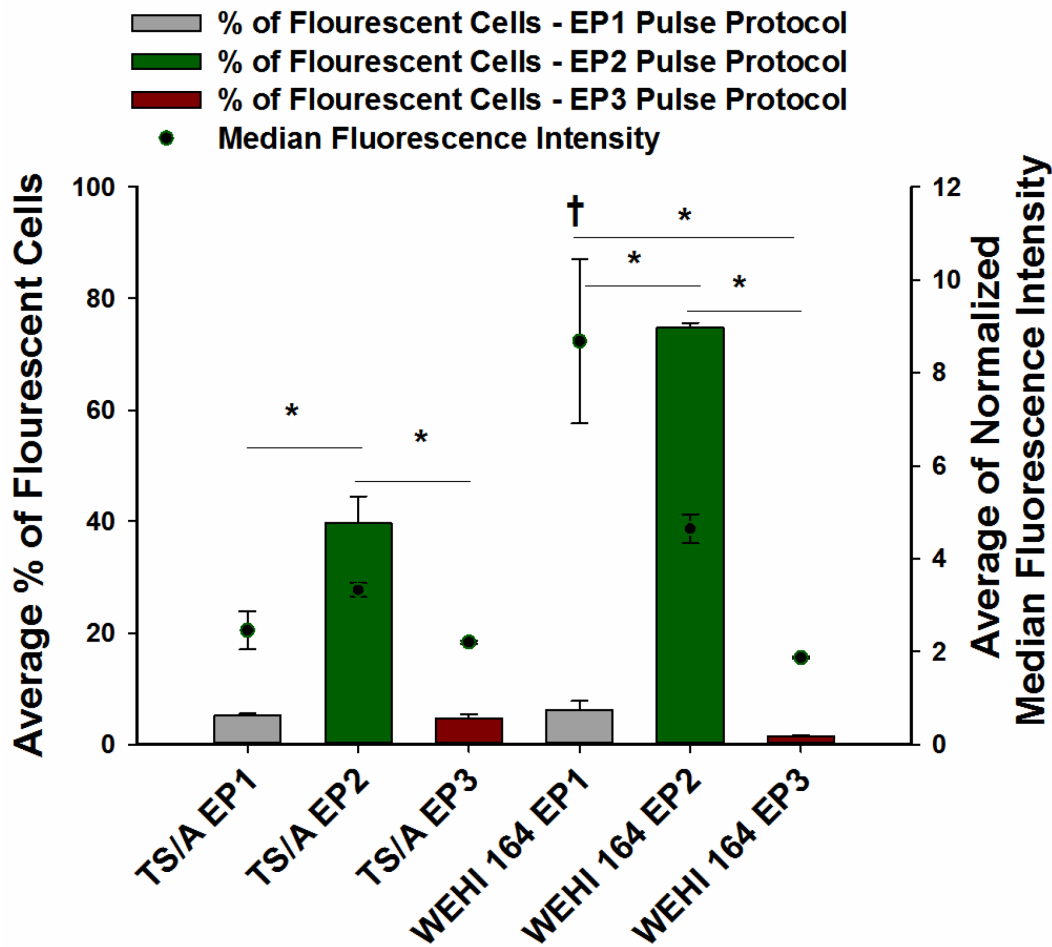 % of Flourescent Cells - EP1 Pulse Protocol
% of Flourescent Cells - EP2 Pulse Protocol
% of Flourescent Cells - EP3 Pulse Protocol
Median Fluorescence Intensity
Average % of Flourescent Cells
100
80
60
40
20
0
*
*
†
*
*
*
12
10
8
6
4
2
0
Average of Normalized
Median Fluorescence Intensity
TS/A EP1
TS/A EP2
TS/A EP3
WEHI 164 EP1
WEHI 164 EP2
WEHI 164 EP3